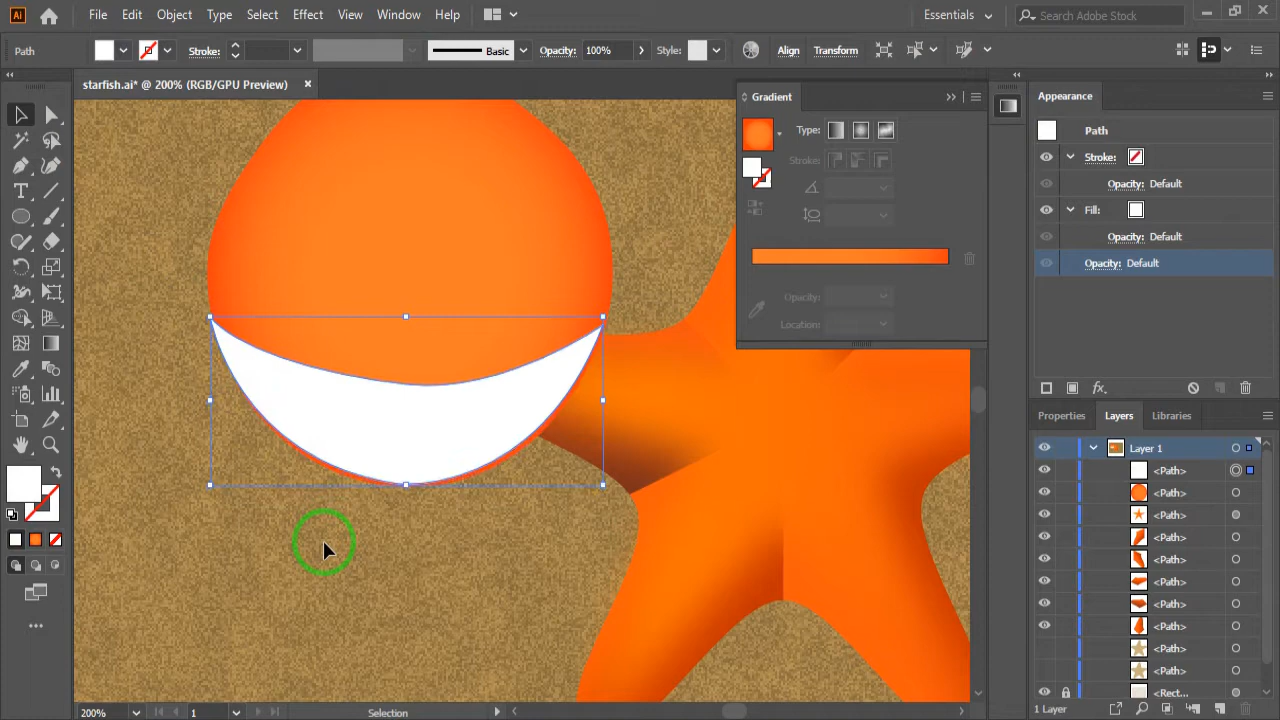 Ai File Edit Object Type Select Effect View Window Help Essentials Search Adobe Stock
Path Stroke: Basic Opacity: 100% Style: Align Transform
starfish.ai* @ 200% (RGB/GPU Preview)
Gradient
Type:
Stroke:
Opacity:
Location:
Appearance
Path
Stroke:
Opacity: Default
Fill:
Opacity: Default
Opacity: Default
fx
Properties Layers Libraries
Layer 1
<Path>
<Path>
<Path>
<Path>
<Path>
<Path>
<Path>
<Path>
<Path>
<Path>
<Rect...
1 Layer
200% 1 Selection